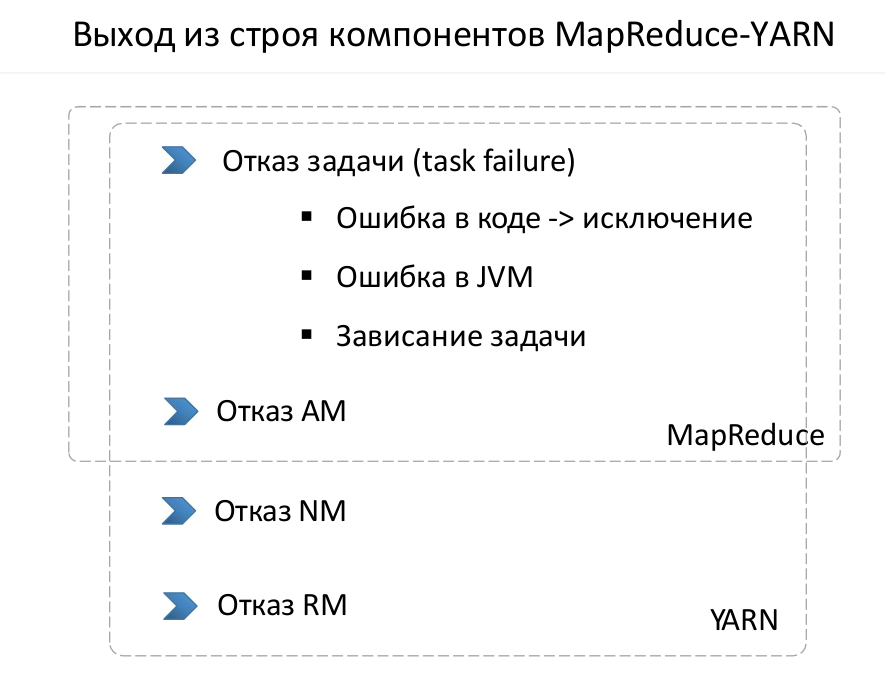 Выход из строя компонентов MapReduce-YARN
Отказ задачи (task failure)
Ошибка в коде -> исключение
Ошибка в JVM
Зависание задачи
Отказ AM
MapReduce
Отказ NM
Отказ RM
YARN